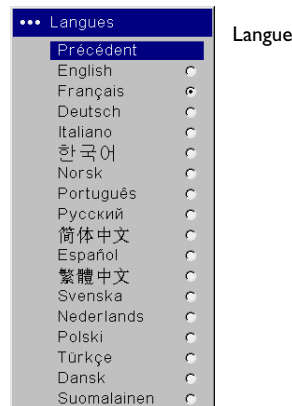 ••• Langues
Langue
Précédent
English
Français
Deutsch
Italiano
한국어
Norsk
Português
Русский
简体中文
Español
繁體中文
Svenska
Nederlands
Polski
Türkçe
Dansk
Suomalainen